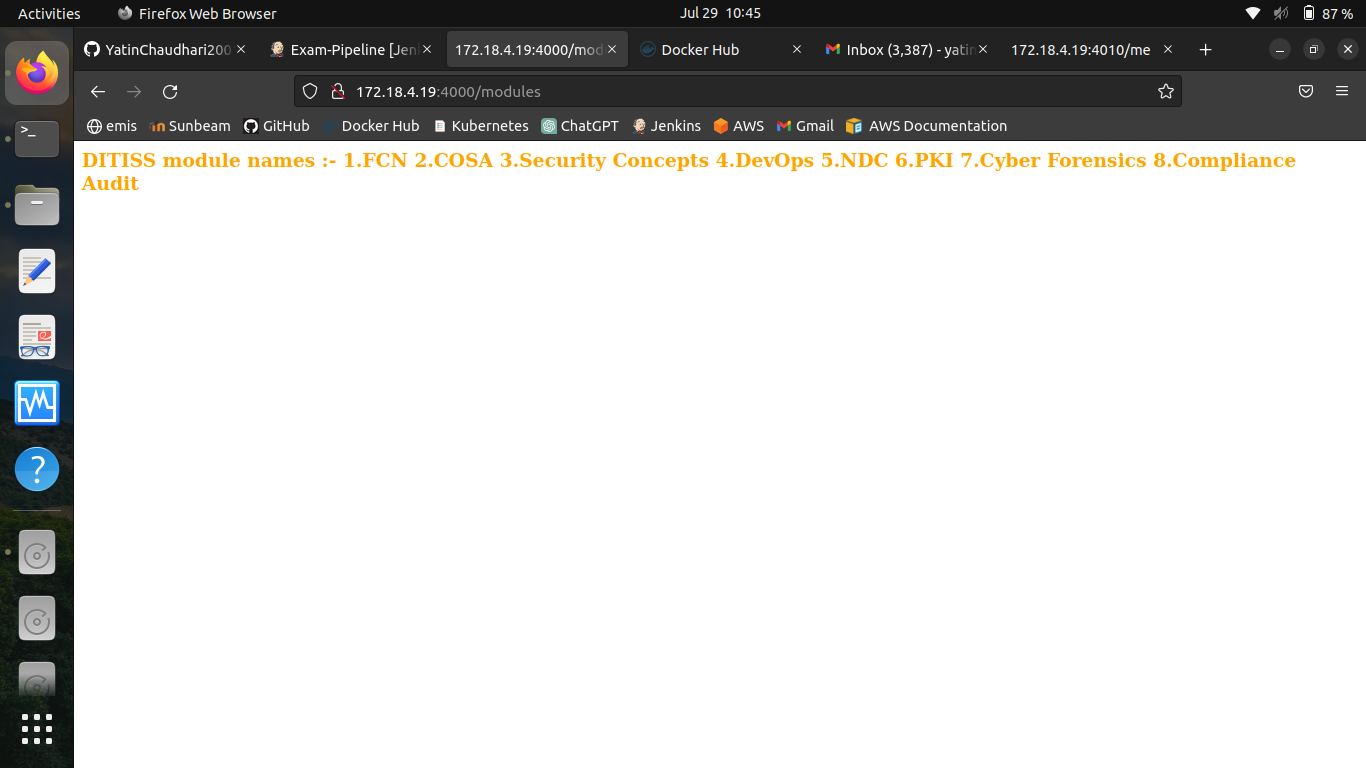 Activities
Firefox Web Browser
Jul 29 10:45
87 %
YatinChaudhari200
Exam-Pipeline [Jen
172.18.4.19:4000/mod
Docker Hub
Inbox (3,387) - yatin
172.18.4.19:4010/me
172.18.4.19:4000/modules
emis
Sunbeam
GitHub
Docker Hub
Kubernetes
ChatGPT
Jenkins
AWS
Gmail
AWS Documentation
DITISS module names :- 1.FCN 2.COSA 3.Security Concepts 4.DevOps 5.NDC 6.PKI 7.Cyber Forensics 8.Compliance
Audit